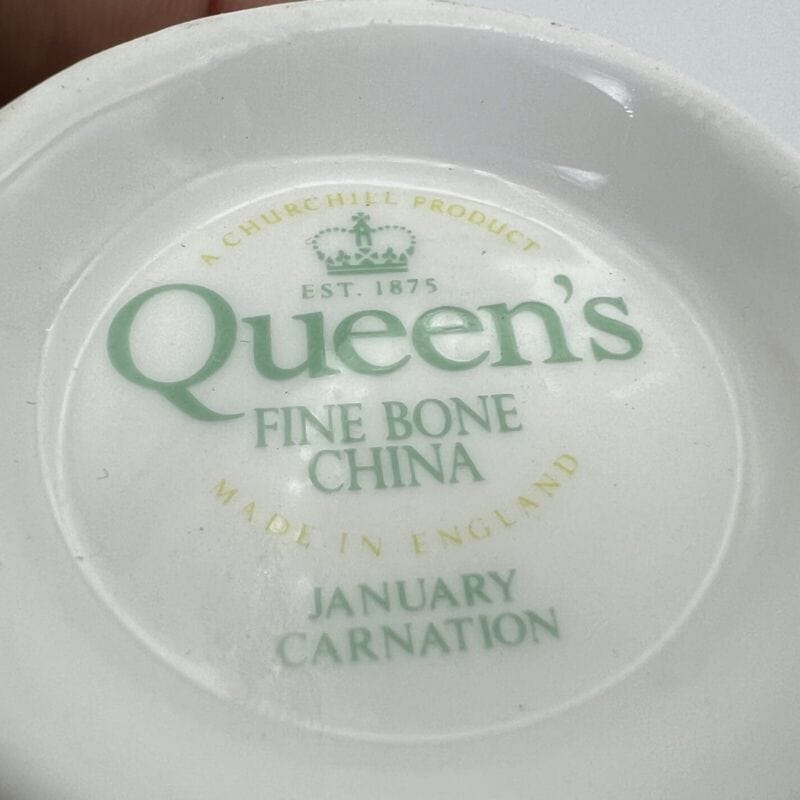 A CHURCHILL PRODUCT
EST. 1875
Queen's
FINE BONE
CHINA
MADE IN ENGLAND
JANUARY
CARNATION